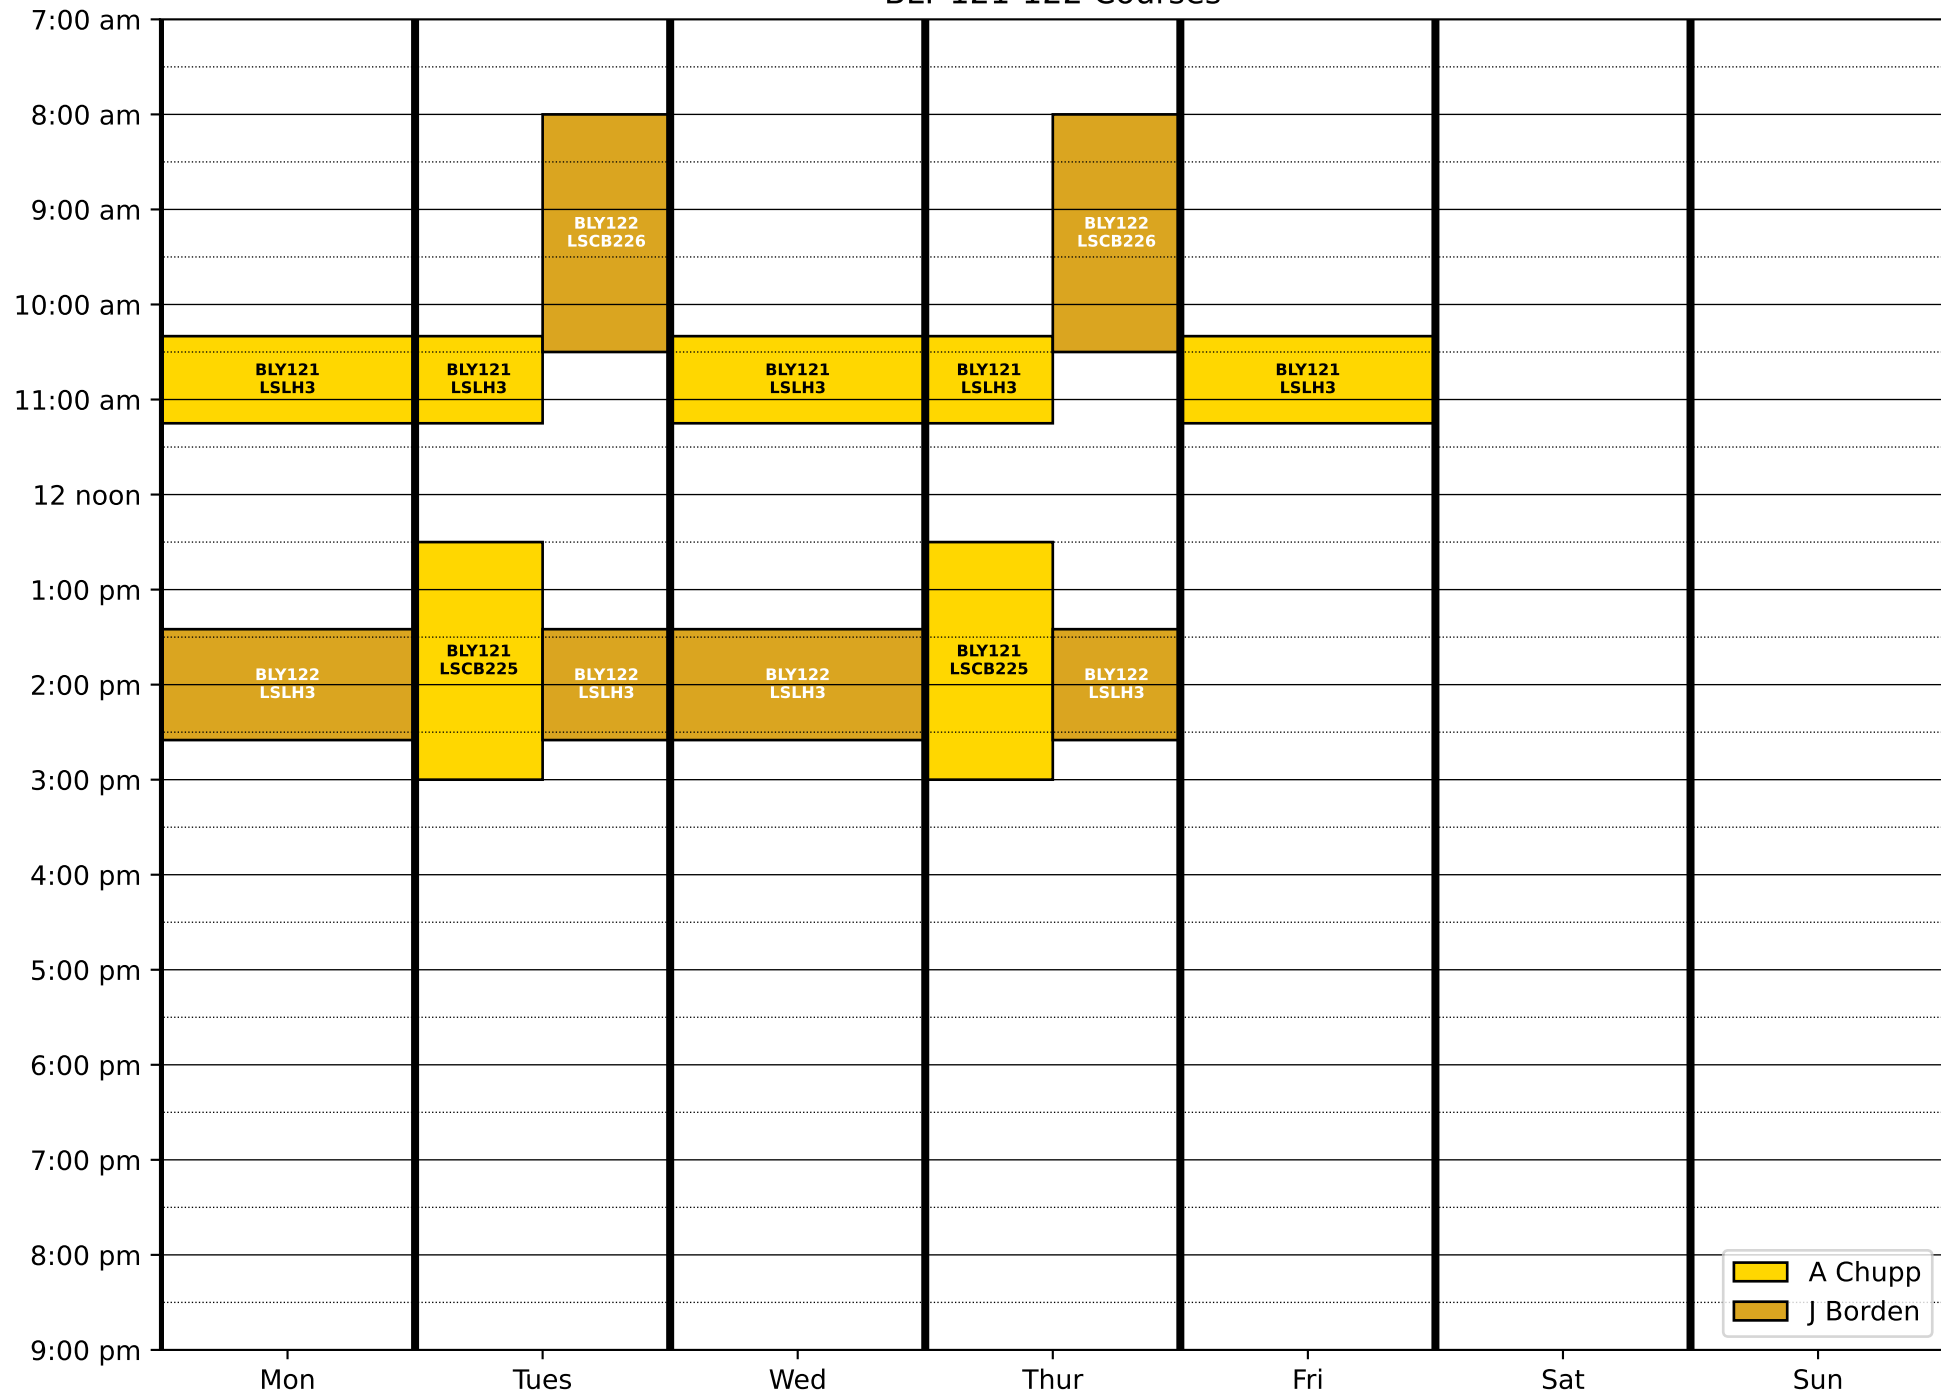 7:00 am
8:00 am
9:00 am
10:00 am
11:00 am
12 noon
1:00 pm
2:00 pm
3:00 pm
4:00 pm
5:00 pm
6:00 pm
7:00 pm
8:00 pm
9:00 pm
BLY122
LSCB226
BLY122
LSCB226
BLY121
LSLH3
BLY121
LSLH3
BLY121
LSLH3
BLY121
LSLH3
BLY121
LSLH3
BLY121
LSCB225
BLY121
LSCB225
BLY122
LSLH3
BLY122
LSLH3
BLY122
LSLH3
BLY122
LSLH3
A Chupp
J Borden
Mon
Tues
Wed
Thur
Fri
Sat
Sun